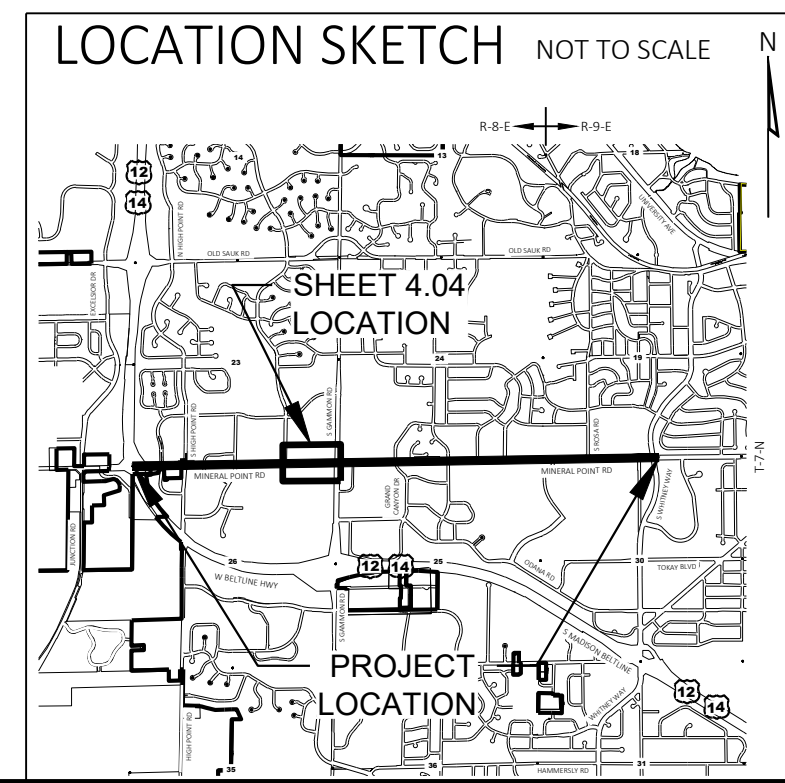 LOCATION SKETCH NOT TO SCALE
N
R-8-E R-9-E
12
14
14
13
18
N HIGH POINT RD
UNIVERSITY AVE
OLD SAUK RD
OLD SAUK RD
EXCELSIOR DR
SHEET 4.04
LOCATION
23
24
19
S GAMMON RD
S HIGH POINT RD
S ROSA RD
MINERAL POINT RD
MINERAL POINT RD
T-7-N
GRAND
CANYON DR
S WHITNEY WAY
JUNCTION RD
26
12
14
25
30
ODANA RD
TOKAY BLVD
W BELTLINE HWY
S GAMMON RD
S MADISON BELTLINE
PROJECT
LOCATION
12
14
WHITNEY WAY
HIGH POINT RD
35
36
31
HAMMERSLY RD